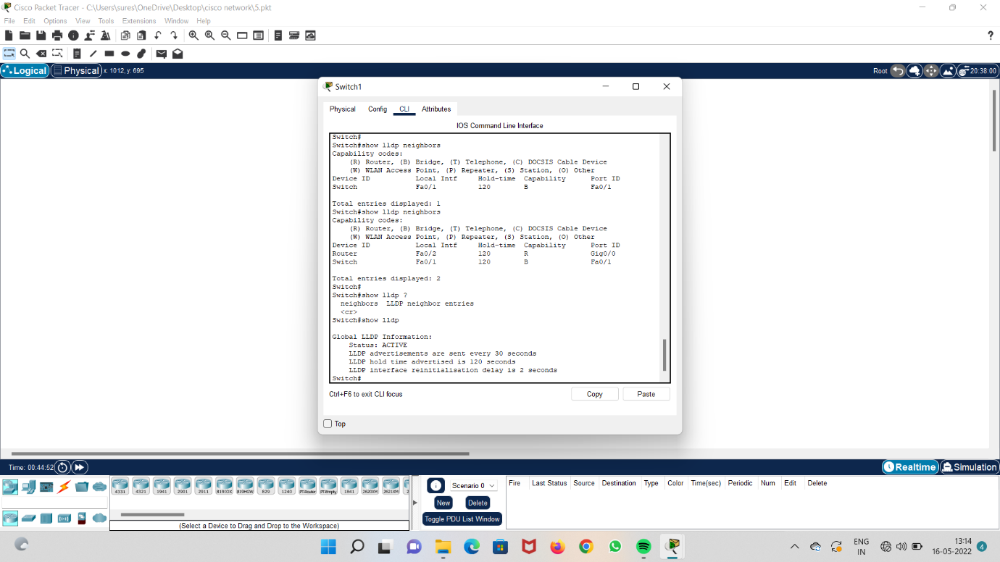 Cisco Packet Tracer - C:\Users\sures\OneDrive\Desktop\cisco network\5.pkt
File Edit Options View Tools Extensions Window Help
?
Logical Physical x: 1012, y: 695 Root 20:38:00
Switch1
Physical Config CLI Attributes
IOS Command Line Interface
Switch#
Switch#show lldp neighbors
Capability codes:
(R) Router, (B) Bridge, (T) Telephone, (C) DOCSIS Cable Device
(W) WLAN Access Point, (P) Repeater, (S) Station, (O) Other
Device ID Local Intf Hold-time Capability Port ID
Switch Fa0/1 120 B Fa0/1
Total entries displayed: 1
Switch#show lldp neighbors
Capability codes:
(R) Router, (B) Bridge, (T) Telephone, (C) DOCSIS Cable Device
(W) WLAN Access Point, (P) Repeater, (S) Station, (O) Other
Device ID Local Intf Hold-time Capability Port ID
Router Fa0/2 120 R Gig0/0
Switch Fa0/1 120 B Fa0/1
Total entries displayed: 2
Switch#
Switch#show lldp ?
neighbors LLDP neighbor entries
<cr>
Switch#show lldp
Global LLDP Information:
Status: ACTIVE
LLDP advertisements are sent every 30 seconds
LLDP hold time advertised is 120 seconds
LLDP interface reinitialisation delay is 2 seconds
Switch#
Ctrl+F6 to exit CLI focus Copy Paste
Top
Time: 00:44:52 Realtime Simulation
4331 4321 1941 2901 2911 819IOX 819HGW 829 1240 PT-Router PT-Empty 1841 2620XM 2621XM 2
(Select a Device to Drag and Drop to the Workspace)
Scenario 0
New Delete
Toggle PDU List Window
Fire Last Status Source Destination Type Color Time(sec) Periodic Num Edit Delete
ENG
IN
13:14
16-05-2022
4